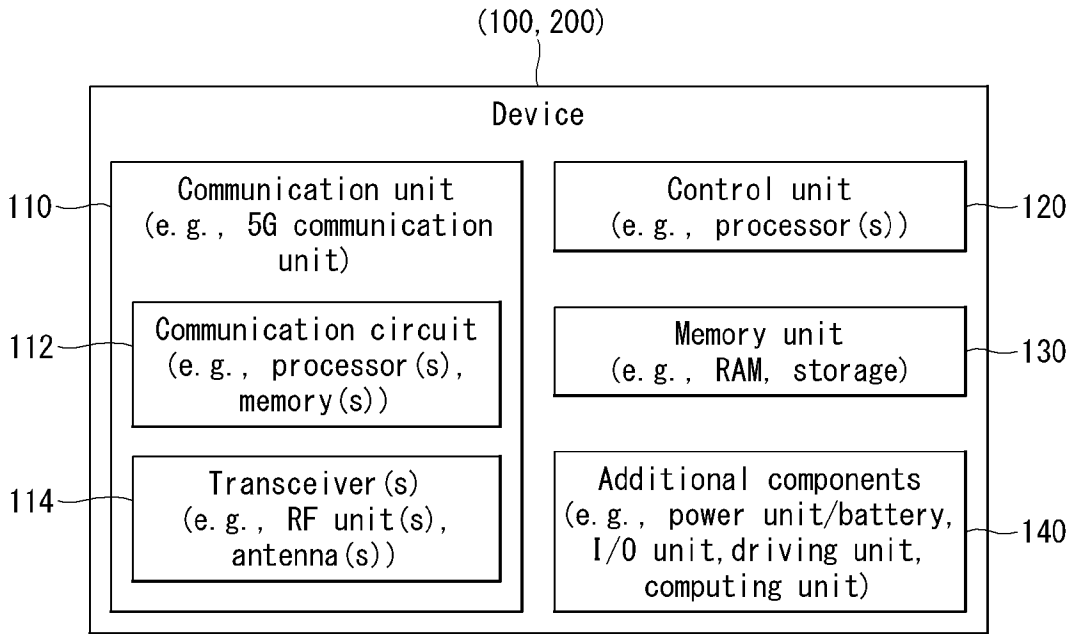 (100, 200)
Device
110
Communication unit
(e.g., 5G communication
unit)
112
Communication circuit
(e.g., processor(s),
memory(s))
114
Transceiver(s)
(e.g., RF unit(s),
antenna(s))
Control unit
(e.g., processor(s))
120
Memory unit
(e.g., RAM, storage)
130
Additional components
(e.g., power unit/battery,
I/O unit, driving unit,
computing unit)
140